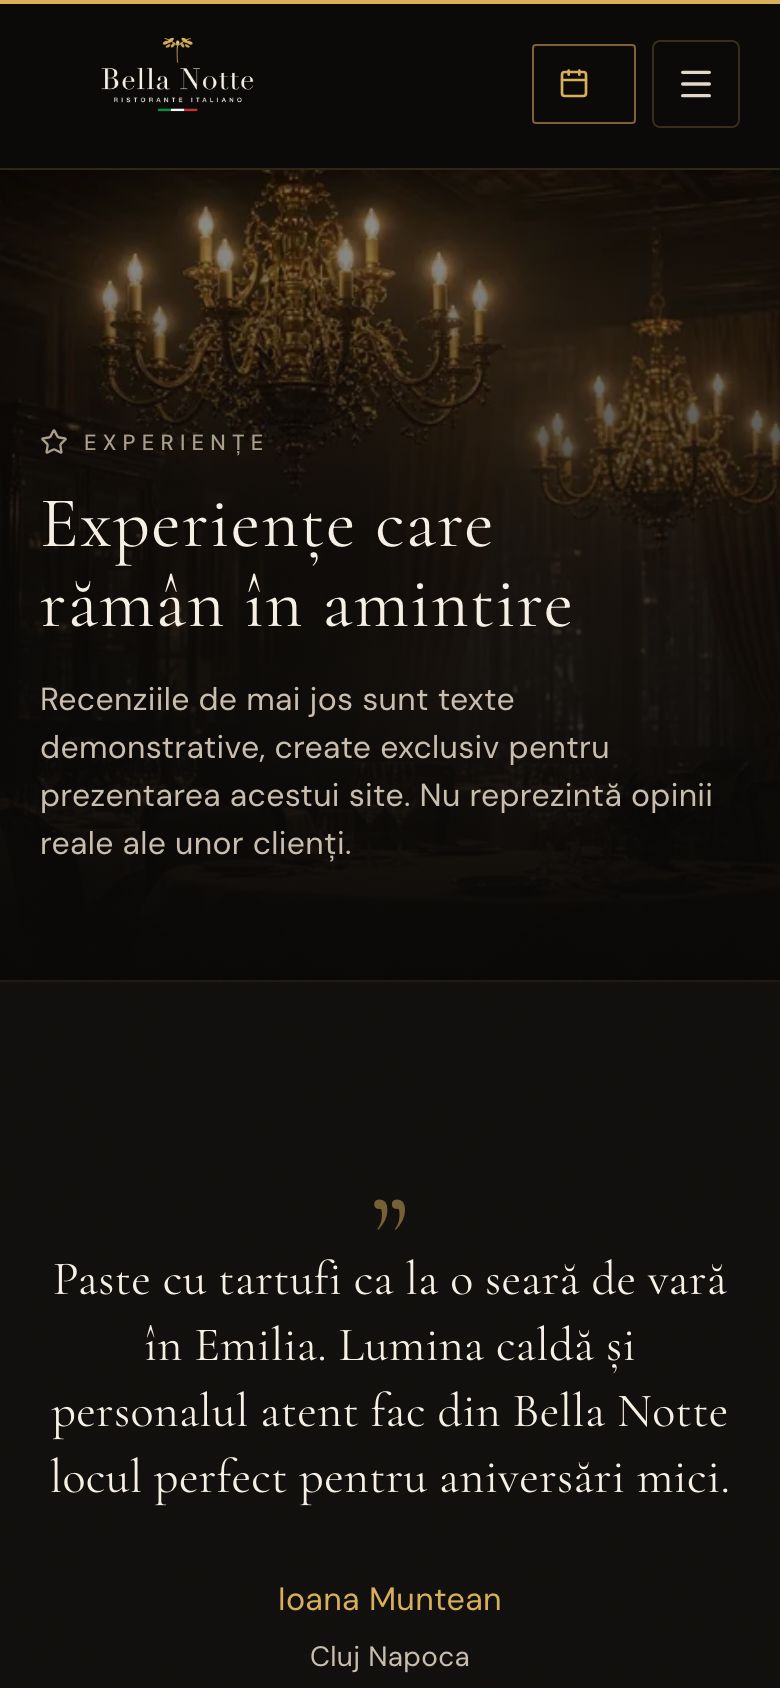 Bella Notte
RISTORANTE ITALIANO
EXPERIENȚE
Experiențe care
rămân în amintire
Recenziile de mai jos sunt texte
demonstrative, create exclusiv pentru
prezentarea acestui site. Nu reprezintă opinii
reale ale unor clienți.
”
Paste cu tartufi ca la o seară de vară
în Emilia. Lumina caldă și
personalul atent fac din Bella Notte
locul perfect pentru aniversări mici.
Ioana Muntean
Cluj Napoca